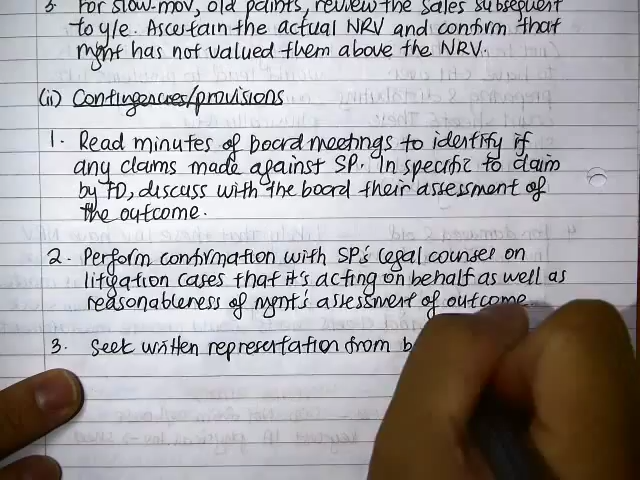 3. For slow-mov, old paints, review the sales subsequent
to y/e. Ascertain the actual NRV and confirm that
mgnt has not valued them above the NRV.
(ii) Contingencies/provisions
1. Read minutes of board meetings to identify if
any claims made against SP. In specific to claim
by FD, discuss with the board their assessment of
the outcome.
2. Perform confirmation with SP's legal counsel on
litigation cases that it's acting on behalf as well as
reasonableness of mgnt's assessment of outcome
3. Seek written representation from b